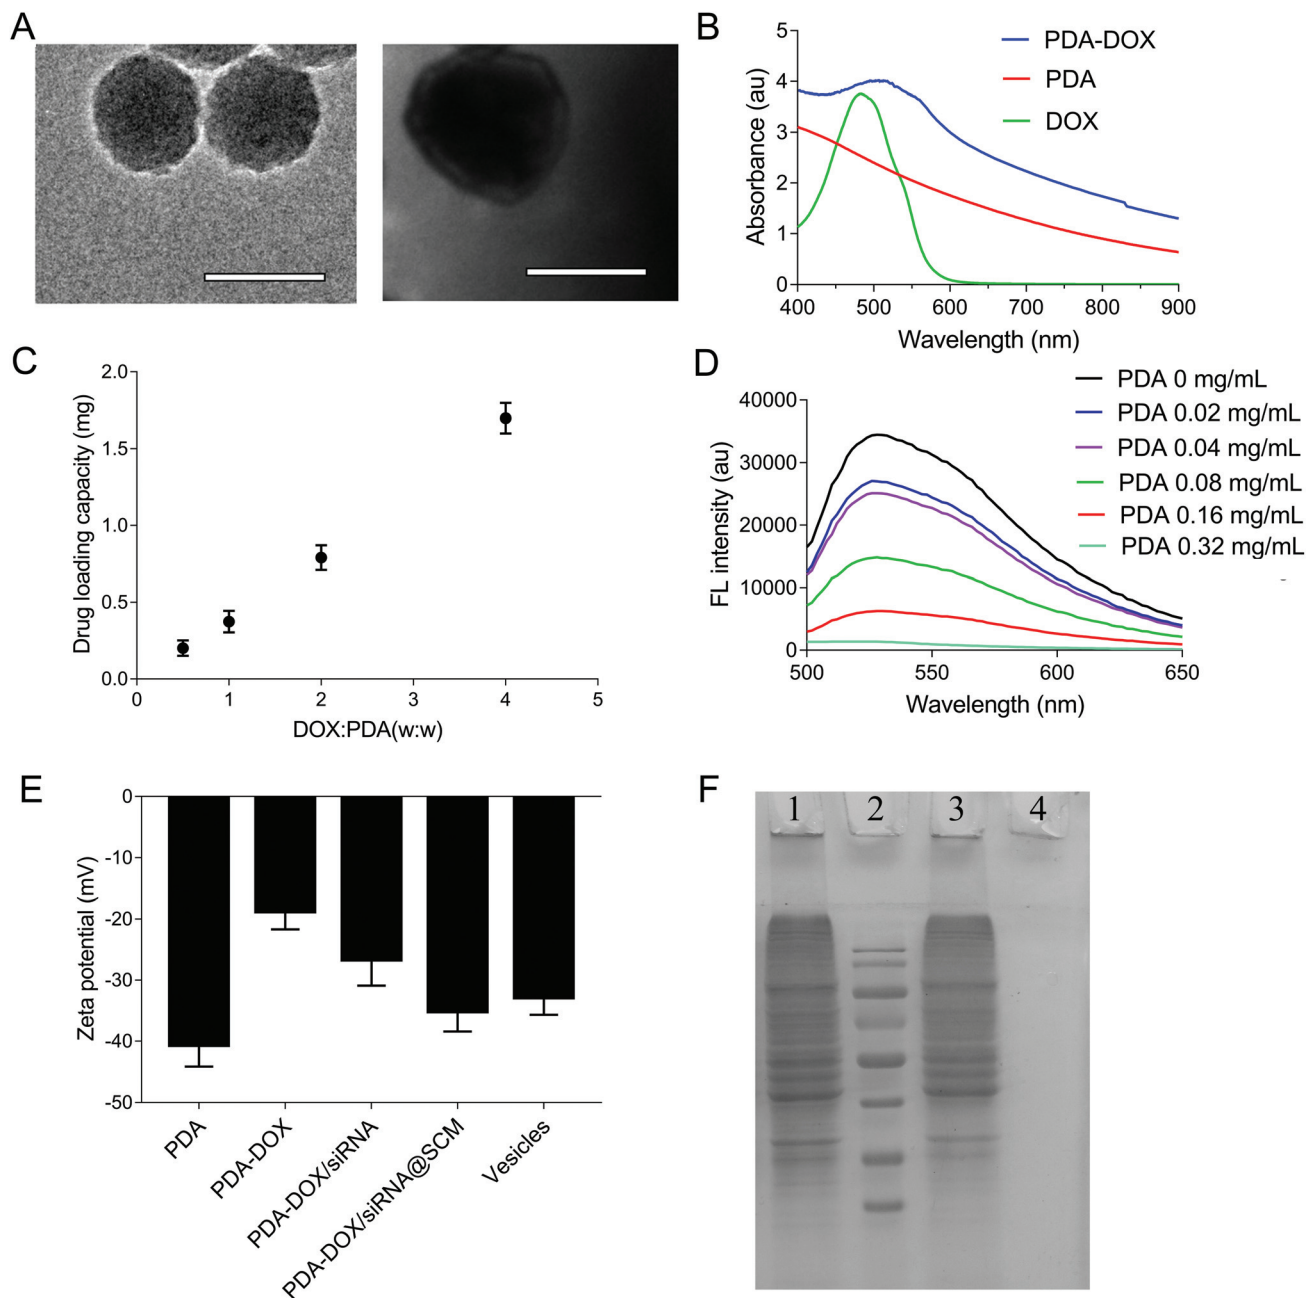 A
B
5
4
3
2
1
0
Absorbance (au)
400
500
600
700
800
900
Wavelength (nm)
PDA-DOX
PDA
DOX
C
2.0
1.5
1.0
0.5
0.0
Drug loading capacity (mg)
0
1
2
3
4
5
DOX:PDA(w:w)
D
40000
30000
20000
10000
0
FL intensity (au)
500
550
600
650
Wavelength (nm)
PDA 0 mg/mL
PDA 0.02 mg/mL
PDA 0.04 mg/mL
PDA 0.08 mg/mL
PDA 0.16 mg/mL
PDA 0.32 mg/mL
E
0
-10
-20
-30
-40
-50
Zeta potential (mV)
PDA
PDA-DOX
PDA-DOX/siRNA
PDA-DOX/siRNA@SCM
Vesicles
F
1
2
3
4